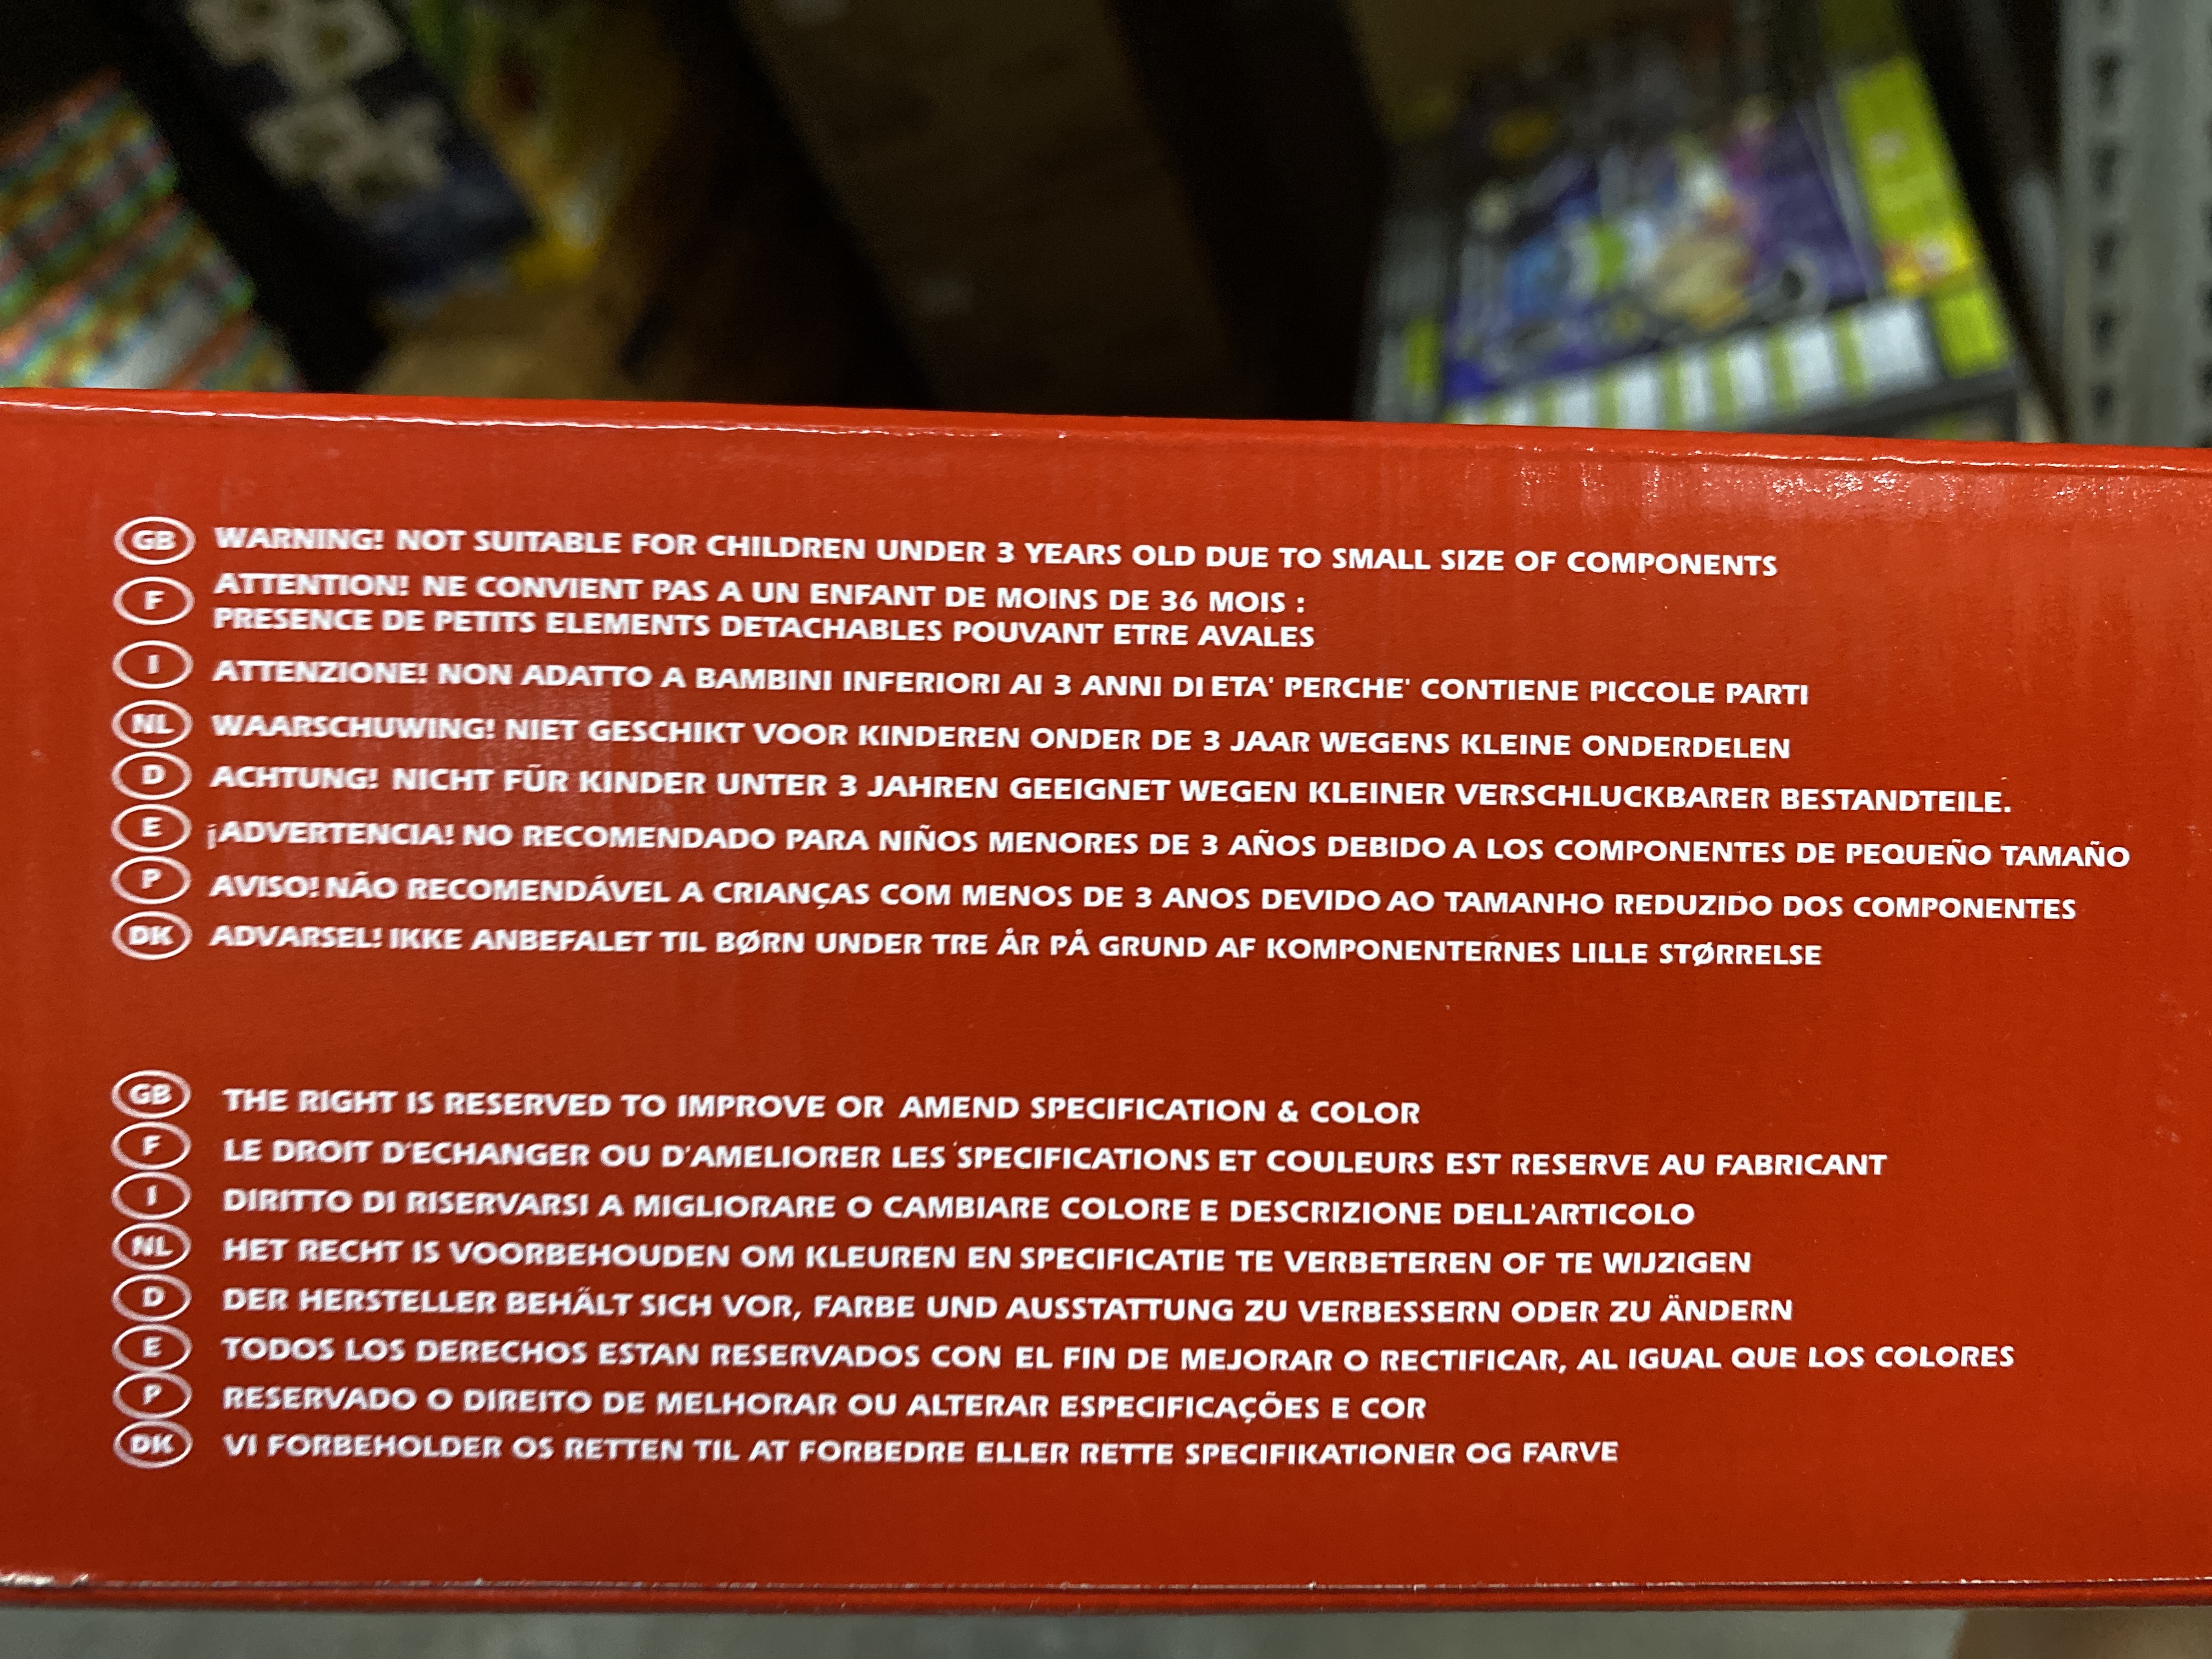 GB WARNING! NOT SUITABLE FOR CHILDREN UNDER 3 YEARS OLD DUE TO SMALL SIZE OF COMPONENTS
F ATTENTION! NE CONVIENT PAS A UN ENFANT DE MOINS DE 36 MOIS :
PRESENCE DE PETITS ELEMENTS DETACHABLES POUVANT ETRE AVALES
I ATTENZIONE! NON ADATTO A BAMBINI INFERIORI AI 3 ANNI DI ETA' PERCHE' CONTIENE PICCOLE PARTI
NL WAARSCHUWING! NIET GESCHIKT VOOR KINDEREN ONDER DE 3 JAAR WEGENS KLEINE ONDERDELEN
D ACHTUNG! NICHT FÜR KINDER UNTER 3 JAHREN GEEIGNET WEGEN KLEINER VERSCHLUCKBARER BESTANDTEILE.
E ¡ADVERTENCIA! NO RECOMENDADO PARA NIÑOS MENORES DE 3 AÑOS DEBIDO A LOS COMPONENTES DE PEQUEÑO TAMAÑO
P AVISO! NÃO RECOMENDÁVEL A CRIANÇAS COM MENOS DE 3 ANOS DEVIDO AO TAMANHO REDUZIDO DOS COMPONENTES
DK ADVARSEL! IKKE ANBEFALET TIL BØRN UNDER TRE ÅR PÅ GRUND AF KOMPONENTERNES LILLE STØRRELSE
GB THE RIGHT IS RESERVED TO IMPROVE OR AMEND SPECIFICATION & COLOR
F LE DROIT D'ECHANGER OU D'AMELIORER LES 'SPECIFICATIONS ET COULEURS EST RESERVE AU FABRICANT
I DIRITTO DI RISERVARSI A MIGLIORARE O CAMBIARE COLORE E DESCRIZIONE DELL'ARTICOLO
NL HET RECHT IS VOORBEHOUDEN OM KLEUREN EN SPECIFICATIE TE VERBETEREN OF TE WIJZIGEN
D DER HERSTELLER BEHÄLT SICH VOR, FARBE UND AUSSTATTUNG ZU VERBESSERN ODER ZU ÄNDERN
E TODOS LOS DERECHOS ESTAN RESERVADOS CON EL FIN DE MEJORAR O RECTIFICAR, AL IGUAL QUE LOS COLORES
P RESERVADO O DIREITO DE MELHORAR OU ALTERAR ESPECIFICAÇÕES E COR
DK VI FORBEHOLDER OS RETTEN TIL AT FORBEDRE ELLER RETTE SPECIFIKATIONER OG FARVE